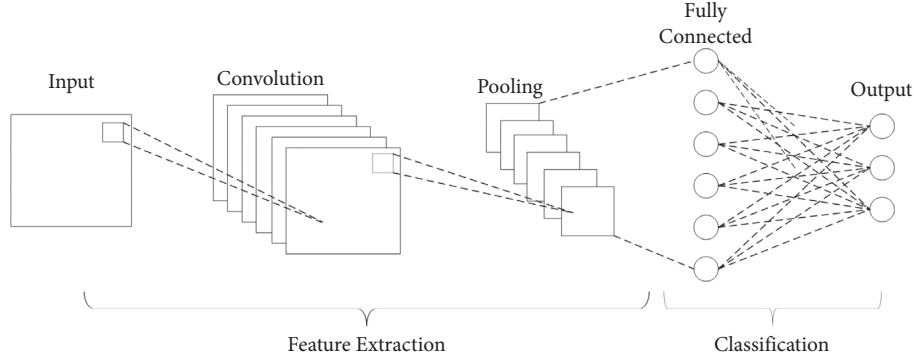 Input
Convolution
Pooling
Fully
Connected
Output
Feature Extraction
Classification